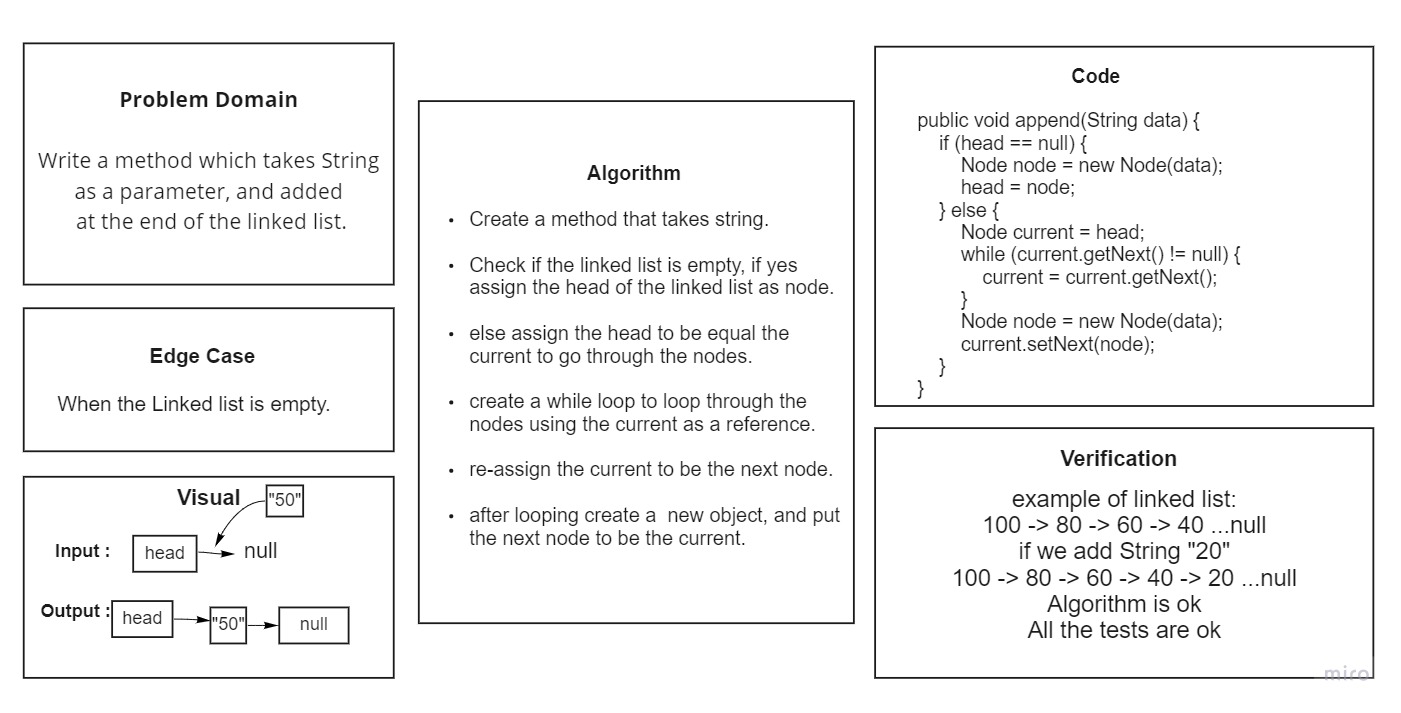 Problem Domain
Write a method which takes String
as a parameter, and added
at the end of the linked list.
Edge Case
When the Linked list is empty.
Visual
"50"
Input :
head
null
Output :
head
"50"
null
Algorithm
• Create a method that takes string.
• Check if the linked list is empty, if yes
assign the head of the linked list as node.
• else assign the head to be equal the
current to go through the nodes.
• create a while loop to loop through the
nodes using the current as a reference.
• re-assign the current to be the next node.
• after looping create a  new object, and put
the next node to be the current.
Code
public void append(String data) {
    if (head == null) {
        Node node = new Node(data);
        head = node;
    } else {
        Node current = head;
        while (current.getNext() != null) {
            current = current.getNext();
        }
        Node node = new Node(data);
        current.setNext(node);
    }
}
Verification
example of linked list:
100 -> 80 -> 60 -> 40 ...null
if we add String "20"
100 -> 80 -> 60 -> 40 -> 20 ...null
Algorithm is ok
All the tests are ok
miro